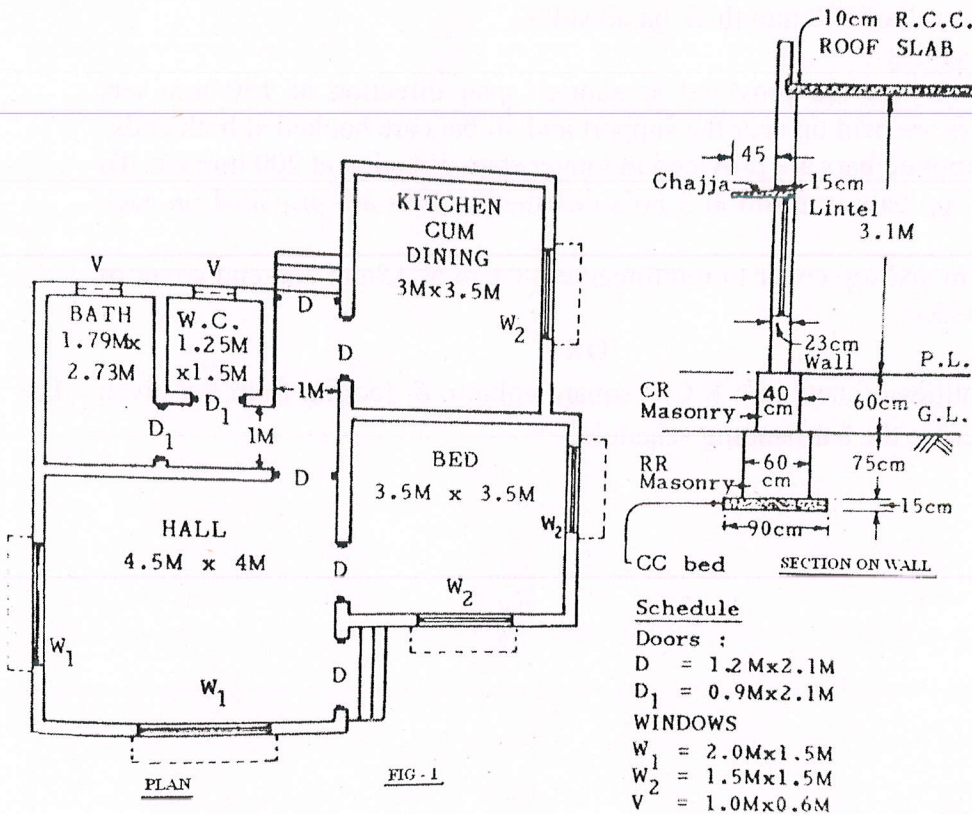 10cm R.C.C.
ROOF SLAB
45
Chajja
15cm
Lintel
3.1M
23cm
Wall
P.L.
CR
Masonry
40
cm
60cm
G.L.
RR
Masonry
60
cm
75cm
15cm
90cm
CC bed
SECTION ON WALL
KITCHEN
CUM
DINING
3Mx3.5M
W2
V
V
D
BATH
1.79Mx
2.73M
W.C.
1.25M
x1.5M
D
1M
D1
D1
1M
D
BED
3.5M x 3.5M
W2
W2
HALL
4.5M x 4M
D
W1
W1
D
PLAN
FIG - 1
Schedule
Doors :
D = 1.2Mx2.1M
D1 = 0.9Mx2.1M
WINDOWS
W1 = 2.0Mx1.5M
W2 = 1.5Mx1.5M
V = 1.0Mx0.6M